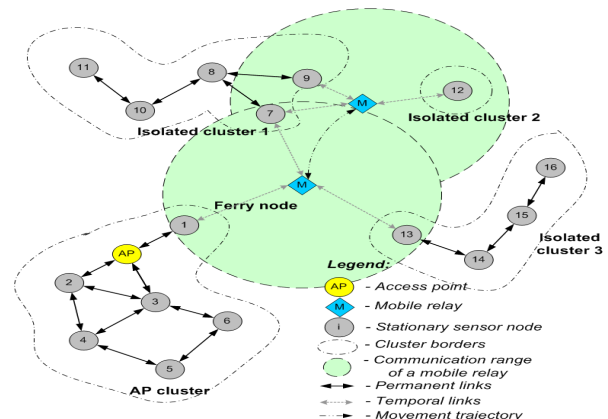 11
8
9
10
7
M
12
Isolated cluster 1
Isolated cluster 2
M
16
Ferry node
1
15
13
AP
14
Isolated
cluster 3
2
3
6
4
5
AP cluster
Legend:
AP - Access point
M - Mobile relay
i - Stationary sensor node
- Cluster borders
- Communication range
of a mobile relay
- Permanent links
- Temporal links
- Movement trajectory